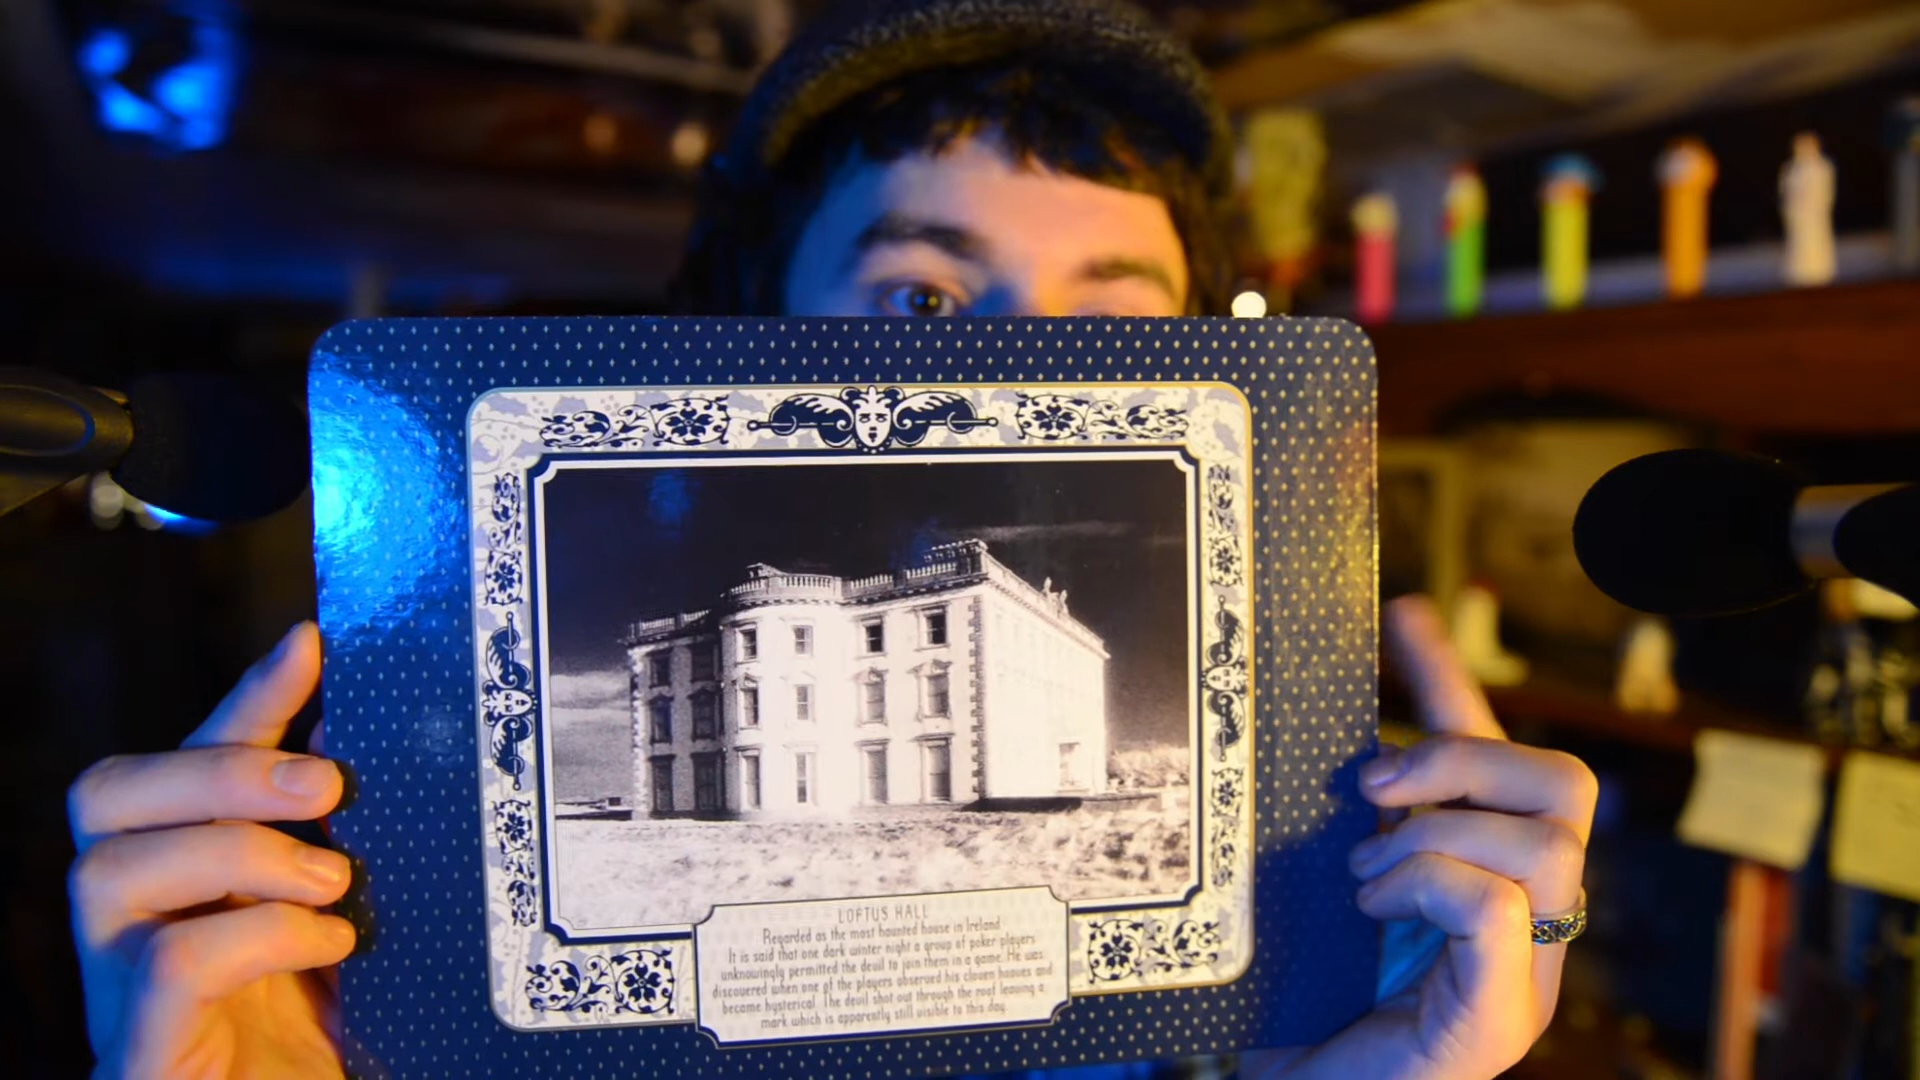 LOFTUS HALL
Regarded as the most haunted house in Ireland
It is said that one dark winter night a group of poker players
unknowingly permitted the devil to join them in a game. He was
discovered when one of the players observed his cloven hooves and
became hysterical. The devil shot out through the roof leaving a
mark which is apparently still visible to this day